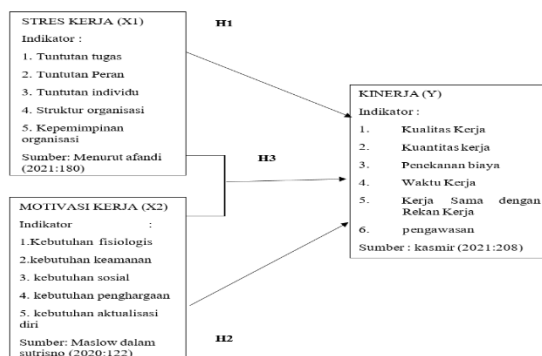 STRES KERJA (X1)
Indikator :
1. Tuntutan tugas
2. Tuntutan Peran
3. Tuntutan individu
4. Struktur organisasi
5. Kepemimpinan
organisasi
Sumber: Menurut afandi
(2021:180)
H1
H3
MOTIVASI KERJA (X2)
Indikator :
1.Kebutuhan fisiologis
2.kebutuhan keamanan
3. kebutuhan sosial
4. kebutuhan penghargaan
5. kebutuhan aktualisasi
diri
Sumber: Maslow dalam
sutrisno (2020:122)
H2
KINERJA (Y)
Indikator :
1. Kualitas Kerja
2. Kuantitas kerja
3. Penekanan biaya
4. Waktu Kerja
5. Kerja Sama dengan
Rekan Kerja
6. pengawasan
Sumber : kasmir (2021:208)